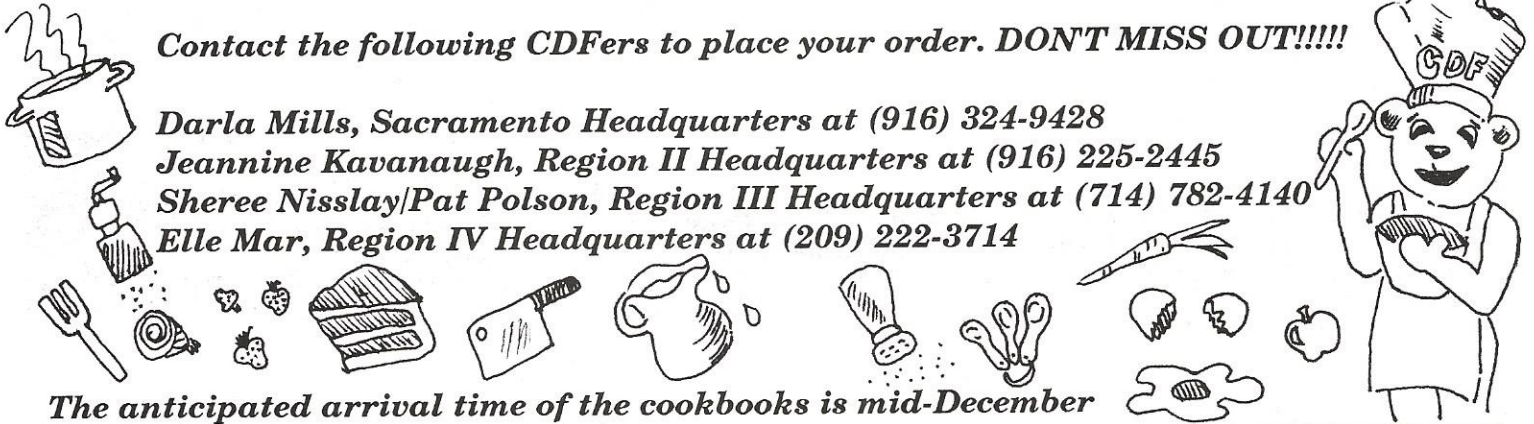 Contact the following CDFers to place your order. DON'T MISS OUT!!!!!
CDF
Darla Mills, Sacramento Headquarters at (916) 324-9428
Jeannine Kavanaugh, Region II Headquarters at (916) 225-2445
Sheree Nisslay/Pat Polson, Region III Headquarters at (714) 782-4140
Elle Mar, Region IV Headquarters at (209) 222-3714
The anticipated arrival time of the cookbooks is mid-December